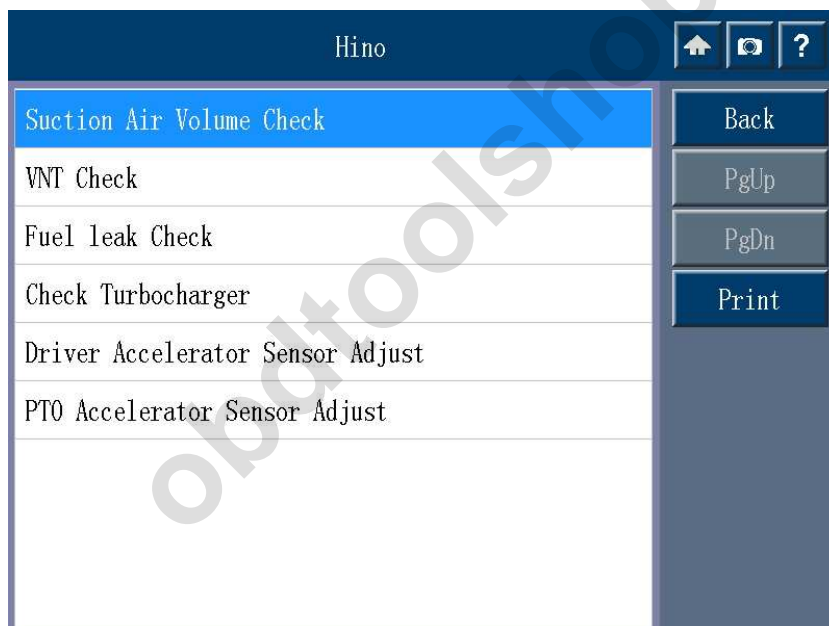 Hino
?
Suction Air Volume Check
Back
VNT Check
PgUp
Fuel leak Check
PgDn
Check Turbocharger
Print
Driver Accelerator Sensor Adjust
PTO Accelerator Sensor Adjust
obdtoolsho